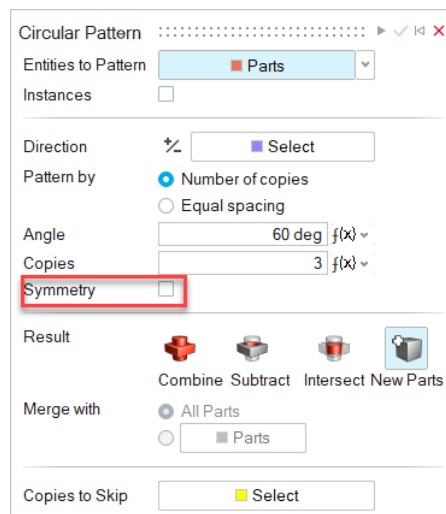 Circular Pattern
Entities to Pattern Parts
Instances
Direction +/- Select
Pattern by Number of copies
Equal spacing
Angle 60 deg f(x)
Copies 3 f(x)
Symmetry
Result
Combine Subtract Intersect New Parts
Merge with All Parts
Parts
Copies to Skip Select